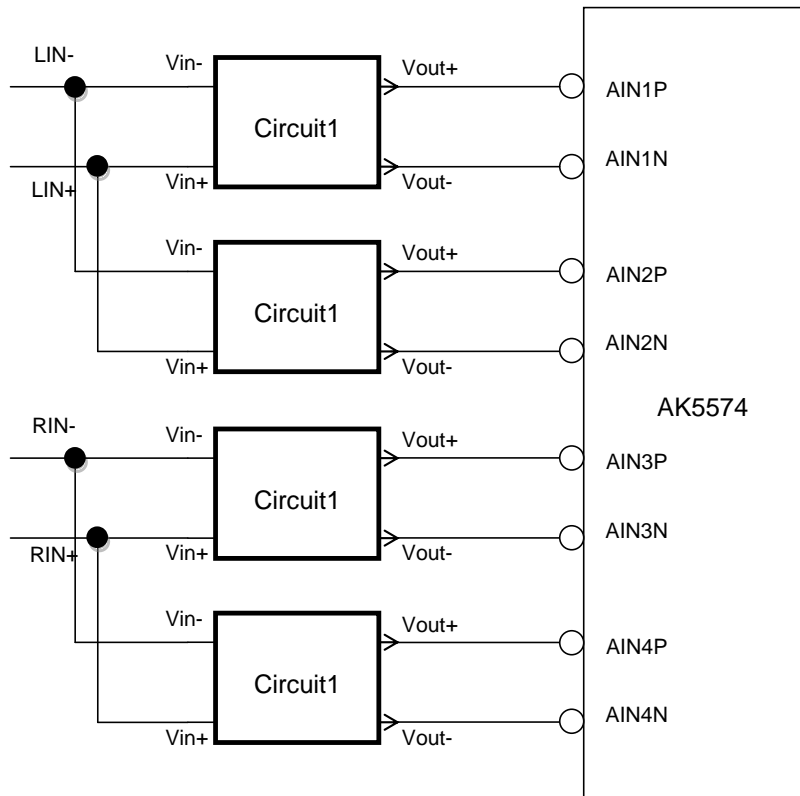 LIN-
Vin-
Vout+
AIN1P
Circuit1
AIN1N
LIN+
Vin+
Vout-
Vin-
Vout+
AIN2P
Circuit1
AIN2N
Vin+
Vout-
AK5574
RIN-
Vin-
Vout+
AIN3P
Circuit1
AIN3N
RIN+
Vin+
Vout-
Vin-
Vout+
AIN4P
Circuit1
AIN4N
Vin+
Vout-